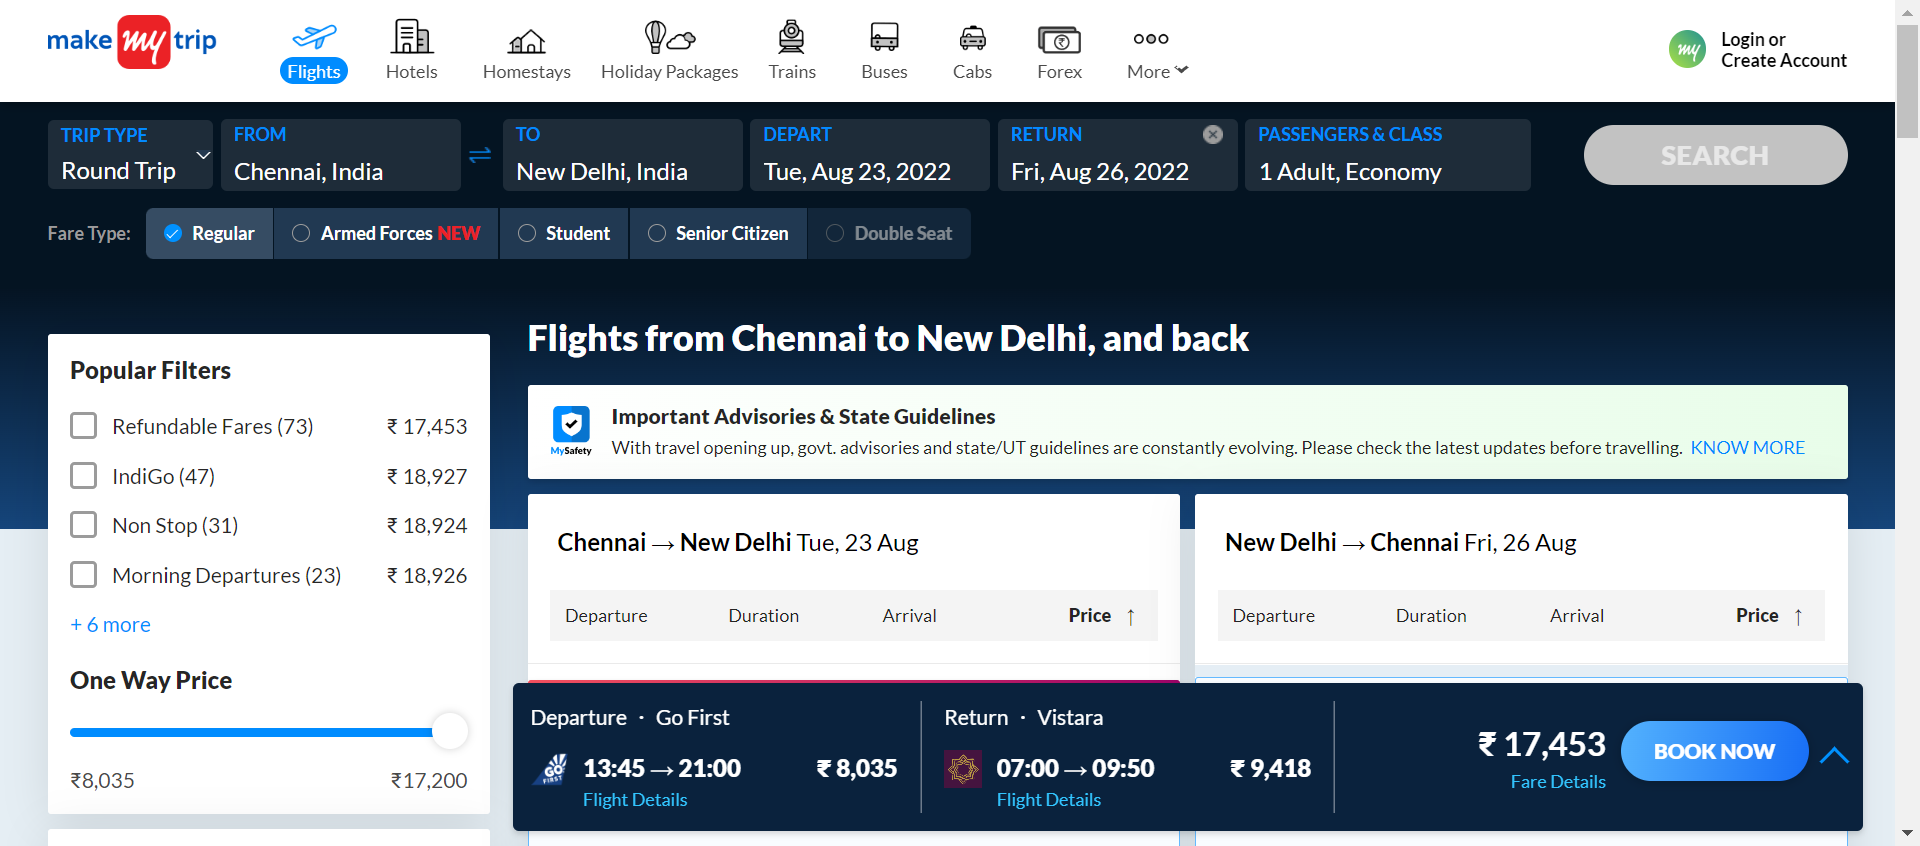 make my trip
Flights
Hotels
Homestays
Holiday Packages
Trains
Buses
Cabs
Forex
More
my
Login or
Create Account
TRIP TYPE
Round Trip
FROM
Chennai, India
TO
New Delhi, India
DEPART
Tue, Aug 23, 2022
RETURN
Fri, Aug 26, 2022
PASSENGERS & CLASS
1 Adult, Economy
SEARCH
Fare Type:
Regular
Armed Forces NEW
Student
Senior Citizen
Double Seat
Popular Filters
Refundable Fares (73) ₹ 17,453
IndiGo (47) ₹ 18,927
Non Stop (31) ₹ 18,924
Morning Departures (23) ₹ 18,926
+ 6 more
One Way Price
₹8,035 ₹17,200
Flights from Chennai to New Delhi, and back
MySafety
Important Advisories & State Guidelines
With travel opening up, govt. advisories and state/UT guidelines are constantly evolving. Please check the latest updates before travelling. KNOW MORE
Chennai → New Delhi Tue, 23 Aug
Departure Duration Arrival Price ↑
New Delhi → Chennai Fri, 26 Aug
Departure Duration Arrival Price ↑
Departure · Go First
GO FIRST
13:45 → 21:00 ₹ 8,035
Flight Details
Return · Vistara
07:00 → 09:50 ₹ 9,418
Flight Details
₹ 17,453
Fare Details
BOOK NOW